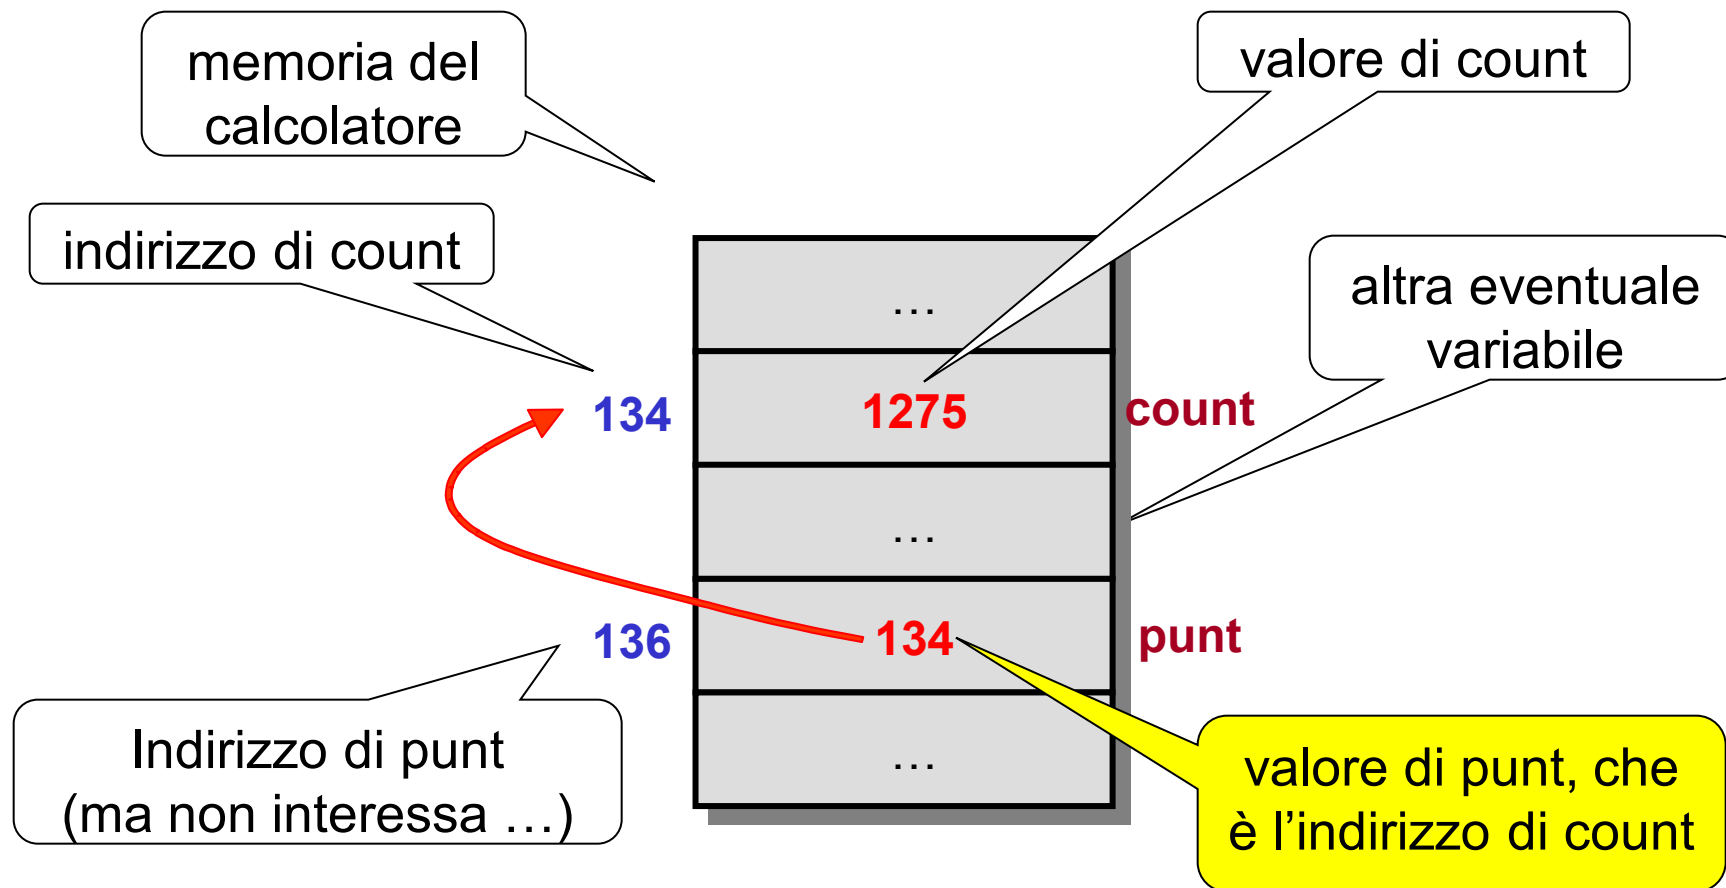 memoria del
calcolatore
valore di count
indirizzo di count
altra eventuale
variabile
…
134
1275
count
…
136
134
punt
…
Indirizzo di punt
(ma non interessa …)
valore di punt, che
è l’indirizzo di count